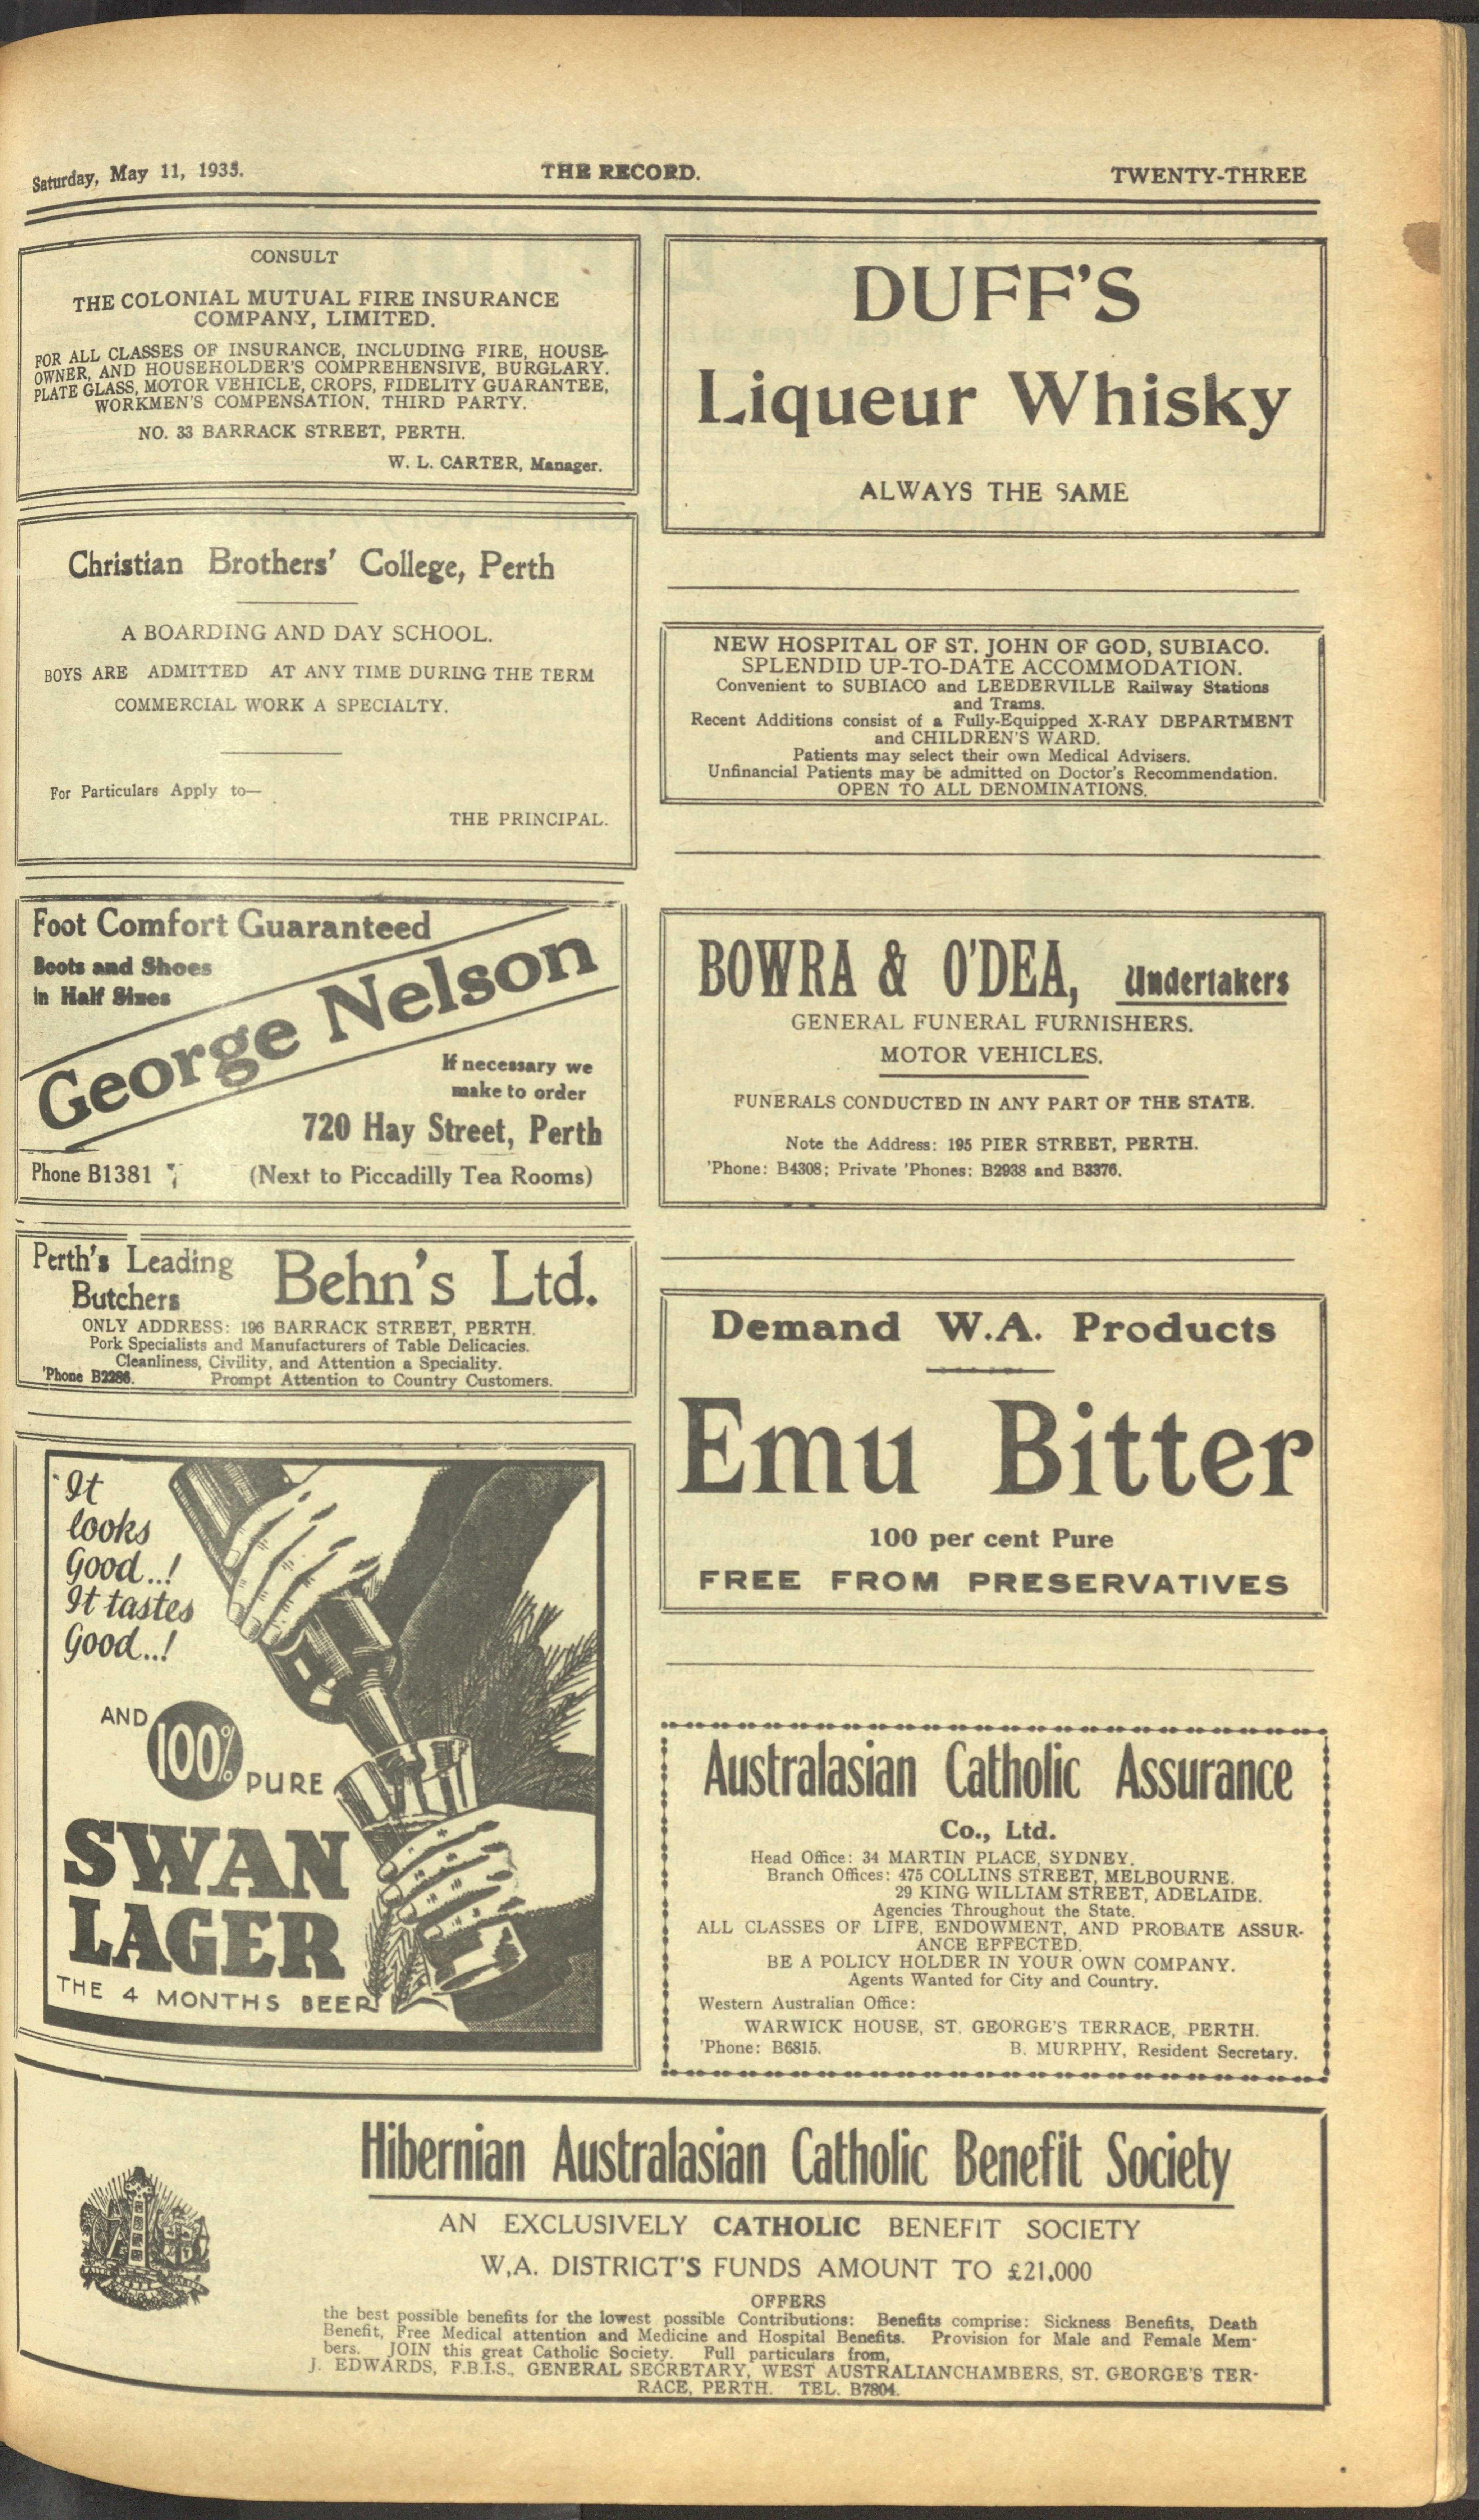 Saturday, May 11, 1935.
THE RECORD.
TWENTY-THREE
CONSULT
THE COLONIAL MUTUAL FIRE INSURANCE
COMPANY, LIMITED.
FOR ALL CLASSES OF INSURANCE, INCLUDING FIRE, HOUSE-
OWNER, AND HOUSEHOLDER'S COMPREHENSIVE, BURGLARY.
PLATE GLASS, MOTOR VEHICLE, CROPS, FIDELITY GUARANTEE,
WORKMEN'S COMPENSATION, THIRD PARTY.
NO. 33 BARRACK STREET, PERTH.
W. L. CARTER, Manager.
Christian Brothers' College, Perth
A BOARDING AND DAY SCHOOL.
BOYS ARE ADMITTED AT ANY TIME DURING THE TERM
COMMERCIAL WORK A SPECIALTY.
For Particulars Apply to—
THE PRINCIPAL.
Foot Comfort Guaranteed
Boots and Shoes
in Half Sizes
George Nelson
If necessary we
make to order
720 Hay Street, Perth
Phone B1381
(Next to Piccadilly Tea Rooms)
Perth's Leading
Butchers
Behn's Ltd.
ONLY ADDRESS: 196 BARRACK STREET, PERTH.
Pork Specialists and Manufacturers of Table Delicacies.
Cleanliness, Civility, and Attention a Speciality.
'Phone B2286. Prompt Attention to Country Customers.
"It
looks
Good..!
It tastes
Good..!
AND
100%
PURE
SWAN
LAGER
THE 4 MONTHS BEER
DUFF'S
Liqueur Whisky
ALWAYS THE SAME
NEW HOSPITAL OF ST. JOHN OF GOD, SUBIACO.
SPLENDID UP-TO-DATE ACCOMMODATION.
Convenient to SUBIACO and LEEDERVILLE Railway Stations
and Trams.
Recent Additions consist of a Fully-Equipped X-RAY DEPARTMENT
and CHILDREN'S WARD.
Patients may select their own Medical Advisers.
Unfinancial Patients may be admitted on Doctor's Recommendation.
OPEN TO ALL DENOMINATIONS.
BOWRA & O'DEA, Undertakers
GENERAL FUNERAL FURNISHERS.
MOTOR VEHICLES.
FUNERALS CONDUCTED IN ANY PART OF THE STATE.
Note the Address: 195 PIER STREET, PERTH.
'Phone: B4308; Private 'Phones: B2938 and B3376.
Demand W.A. Products
Emu Bitter
100 per cent Pure
FREE FROM PRESERVATIVES
Australasian Catholic Assurance
Co., Ltd.
Head Office: 34 MARTIN PLACE, SYDNEY.
Branch Offices: 475 COLLINS STREET, MELBOURNE.
29 KING WILLIAM STREET, ADELAIDE.
Agencies Throughout the State.
ALL CLASSES OF LIFE, ENDOWMENT, AND PROBATE ASSUR-
ANCE EFFECTED.
BE A POLICY HOLDER IN YOUR OWN COMPANY.
Agents Wanted for City and Country.
Western Australian Office:
WARWICK HOUSE, ST. GEORGE'S TERRACE, PERTH.
'Phone: B6815. B. MURPHY, Resident Secretary.
Hibernian Australasian Catholic Benefit Society
AN EXCLUSIVELY CATHOLIC BENEFIT SOCIETY
W.A. DISTRICT'S FUNDS AMOUNT TO £21,000
OFFERS
the best possible benefits for the lowest possible Contributions: Benefits comprise: Sickness Benefits, Death
Benefit, Free Medical attention and Medicine and Hospital Benefits. Provision for Male and Female Mem-
bers. JOIN this great Catholic Society. Full particulars from,
J. EDWARDS, F.B.I.S., GENERAL SECRETARY, WEST AUSTRALIANCHAMBERS, ST. GEORGE'S TER-
RACE, PERTH. TEL. B7804.